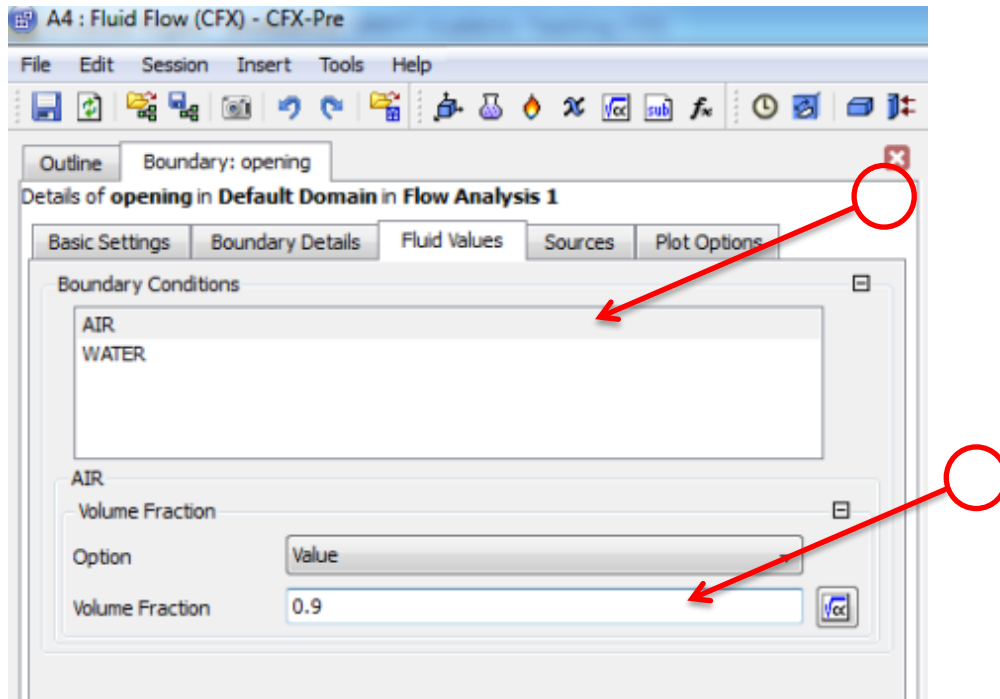 A4 : Fluid Flow (CFX) - CFX-Pre
File Edit Session Insert Tools Help
Outline Boundary: opening
Details of opening in Default Domain in Flow Analysis 1
Basic Settings Boundary Details Fluid Values Sources Plot Options
Boundary Conditions
AIR
WATER
AIR
Volume Fraction
Option Value
Volume Fraction 0.9